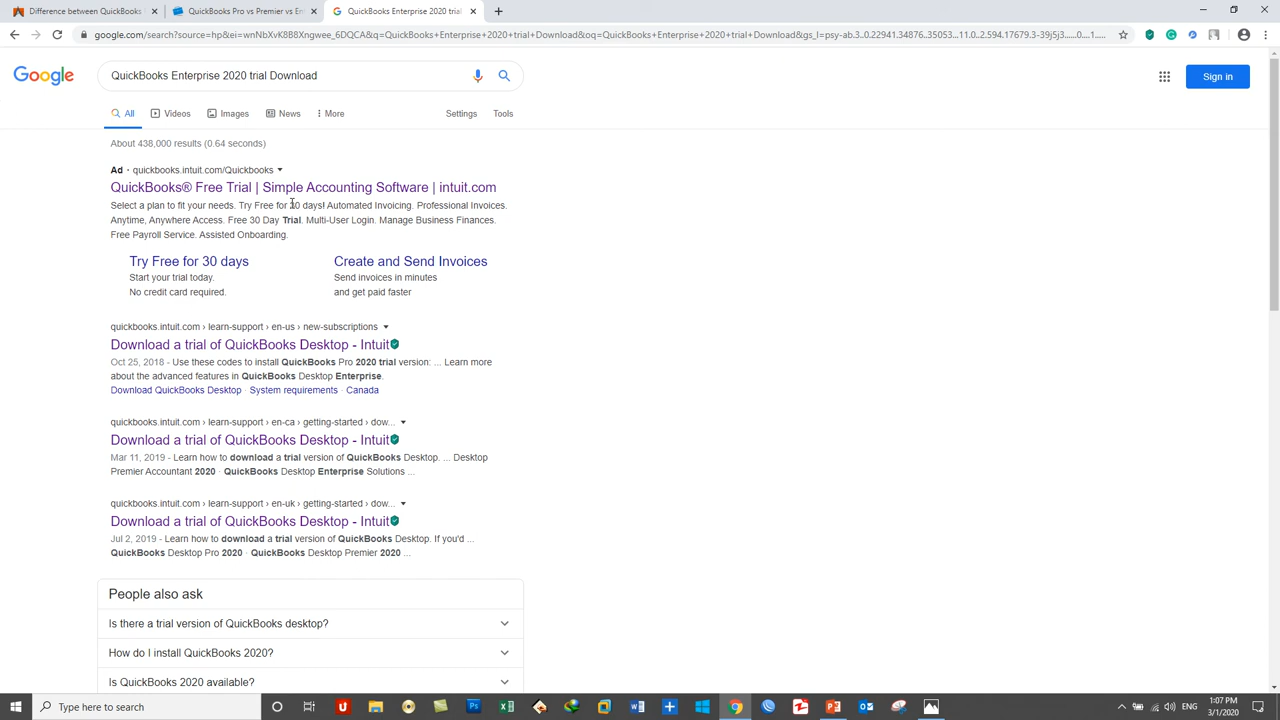 Difference between QuickBooks
QuickBooks Pro vs Premier vs En
QuickBooks Enterprise 2020 trial
google.com/search?source=hp&ei=wnNbXvK8B8Xngwee_6DQCA&q=QuickBooks+Enterprise+2020+trial+Download&oq=QuickBooks+Enterprise+2020+trial+Download&gs_l=psy-ab.3..0.22941.34876..35053...11.0..2.594.17679.3-39j5j3......0....1...
Google
QuickBooks Enterprise 2020 trial Download
Sign in
All Videos Images News More Settings Tools
About 438,000 results (0.64 seconds)
Ad · quickbooks.intuit.com/Quickbooks
QuickBooks® Free Trial | Simple Accounting Software | intuit.com
Select a plan to fit your needs. Try Free for 30 days! Automated Invoicing. Professional Invoices.
Anytime, Anywhere Access. Free 30 Day Trial. Multi-User Login. Manage Business Finances.
Free Payroll Service. Assisted Onboarding.
Try Free for 30 days
Start your trial today.
No credit card required.
Create and Send Invoices
Send invoices in minutes
and get paid faster
quickbooks.intuit.com › learn-support › en-us › new-subscriptions
Download a trial of QuickBooks Desktop - Intuit
Oct 25, 2018 - Use these codes to install QuickBooks Pro 2020 trial version: ... Learn more
about the advanced features in QuickBooks Desktop Enterprise.
Download QuickBooks Desktop · System requirements · Canada
quickbooks.intuit.com › learn-support › en-ca › getting-started › dow...
Download a trial of QuickBooks Desktop - Intuit
Mar 11, 2019 - Learn how to download a trial version of QuickBooks Desktop. ... Desktop
Premier Accountant 2020 · QuickBooks Desktop Enterprise Solutions ...
quickbooks.intuit.com › learn-support › en-uk › getting-started › dow...
Download a trial of QuickBooks Desktop - Intuit
Jul 2, 2019 - Learn how to download a trial version of QuickBooks Desktop. If you'd ...
QuickBooks Desktop Pro 2020 · QuickBooks Desktop Premier 2020 ...
People also ask
Is there a trial version of QuickBooks desktop?
How do I install QuickBooks 2020?
Is QuickBooks 2020 available?
Type here to search
1:07 PM
3/1/2020